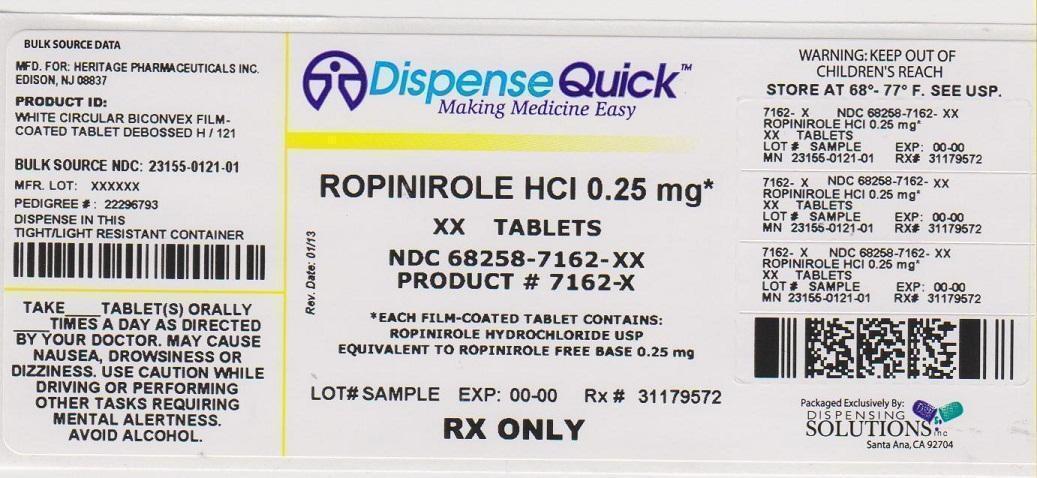 BULK SOURCE DATA
MFD. FOR: HERITAGE PHARMACEUTICALS INC.
EDISON, NJ 08837
PRODUCT ID:
WHITE CIRCULAR BICONVEX FILM-
COATED TABLET DEBOSSED H / 121
BULK SOURCE NDC: 23155-0121-01
MFR. LOT: XXXXXX
PEDIGREE #: 22296793
DISPENSE IN THIS
TIGHT/LIGHT RESISTANT CONTAINER
TAKE____TABLET(S) ORALLY
____TIMES A DAY AS DIRECTED
BY YOUR DOCTOR. MAY CAUSE
NAUSEA, DROWSINESS OR
DIZZINESS. USE CAUTION WHILE
DRIVING OR PERFORMING
OTHER TASKS REQUIRING
MENTAL ALERTNESS.
AVOID ALCOHOL.
Dispense Quick™
Making Medicine Easy
ROPINIROLE HCl 0.25 mg*
XX TABLETS
NDC 68258-7162-XX
PRODUCT # 7162-X
*EACH FILM-COATED TABLET CONTAINS:
ROPINIROLE HYDROCHLORIDE USP
EQUIVALENT TO ROPINIROLE FREE BASE 0.25 mg
LOT# SAMPLE EXP: 00-00 Rx# 31179572
RX ONLY
Rev. Date: 01/13
WARNING: KEEP OUT OF
CHILDREN'S REACH
STORE AT 68°- 77° F. SEE USP.
7162- X NDC 68258-7162- XX
ROPINIROLE HCl 0.25 mg*
XX TABLETS
LOT # SAMPLE EXP: 00-00
MN 23155-0121-01 RX# 31179572
7162- X NDC 68258-7162- XX
ROPINIROLE HCl 0.25 mg*
XX TABLETS
LOT # SAMPLE EXP: 00-00
MN 23155-0121-01 RX# 31179572
7162- X NDC 68258-7162- XX
ROPINIROLE HCl 0.25 mg*
XX TABLETS
LOT # SAMPLE EXP: 00-00
MN 23155-0121-01 RX# 31179572
Packaged Exclusively By:
DISPENSING
SOLUTIONS inc
Santa Ana, CA 92704